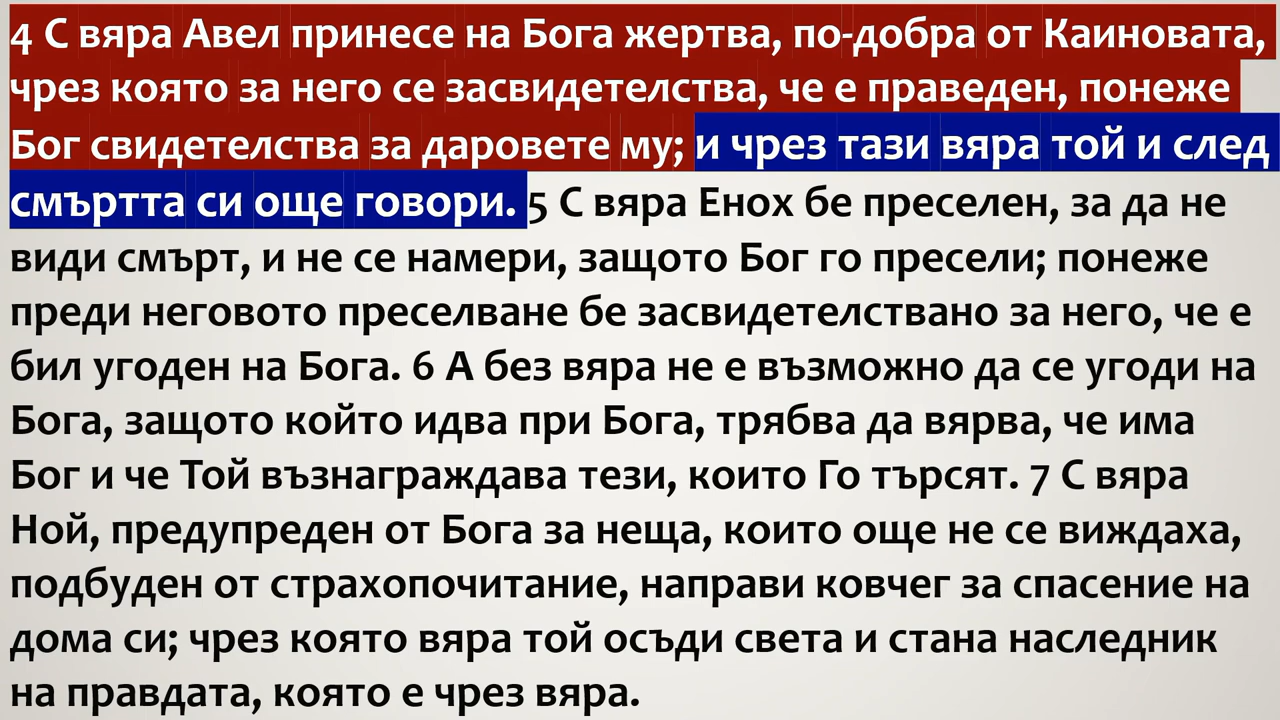 4 С вяра Авел принесе на Бога жертва, по-добра от Каиновата,
чрез която за него се засвидетелства, че е праведен, понеже
Бог свидетелства за даровете му; и чрез тази вяра той и след
смъртта си още говори. 5 С вяра Енох бе преселен, за да не
види смърт, и не се намери, защото Бог го пресели; понеже
преди неговото преселване бе засвидетелствано за него, че е
бил угоден на Бога. 6 А без вяра не е възможно да се угоди на
Бога, защото който идва при Бога, трябва да вярва, че има
Бог и че Той възнаграждава тези, които Го търсят. 7 С вяра
Ной, предупреден от Бога за неща, които още не се виждаха,
подбуден от страхопочитание, направи ковчег за спасение на
дома си; чрез която вяра той осъди света и стана наследник
на правдата, която е чрез вяра.